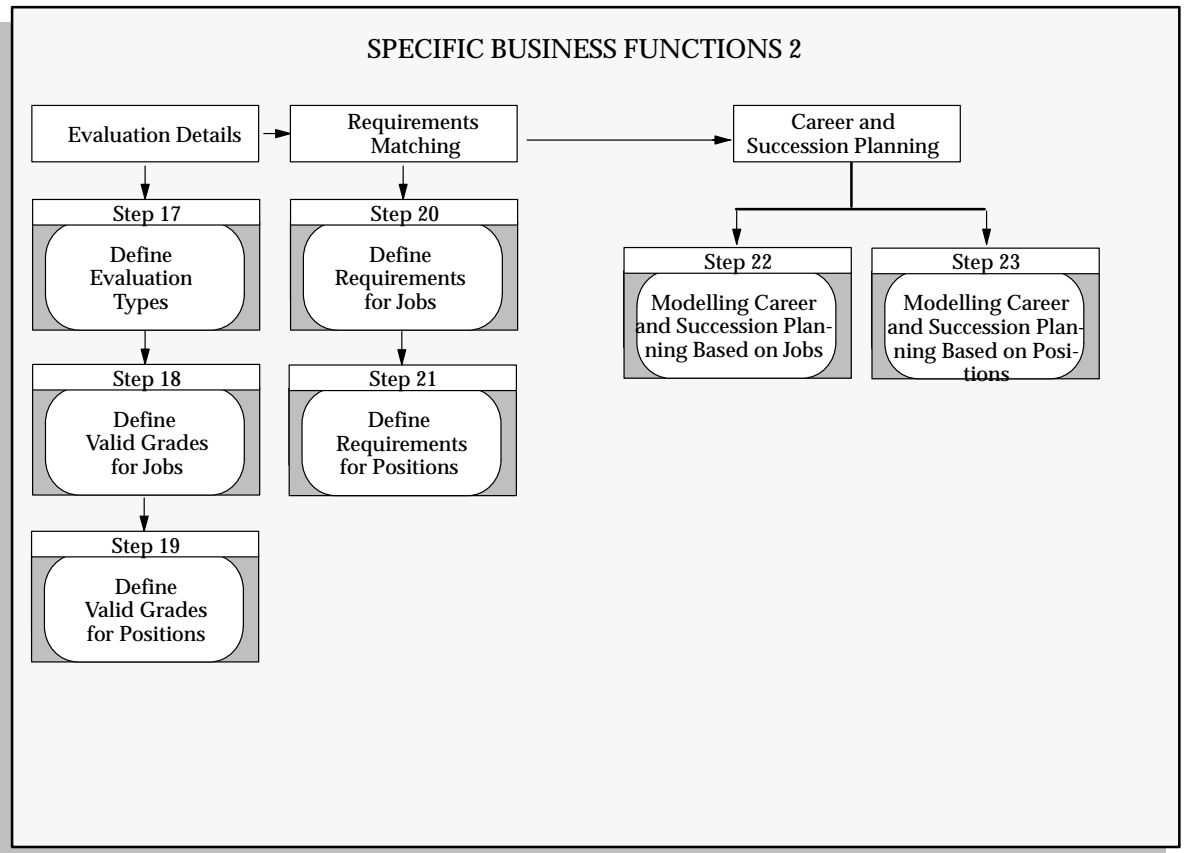 SPECIFIC BUSINESS FUNCTIONS 2
Evaluation Details
Requirements
Matching
Career and
Succession Planning
Step 17
Define
Evaluation
Types
Step 18
Define
Valid Grades
for Jobs
Step 19
Define
Valid Grades
for Positions
Step 20
Define
Requirements
for Jobs
Step 21
Define
Requirements
for Positions
Step 22
Modelling Career
and Succession Plan-
ning Based on Jobs
Step 23
Modelling Career
and Succession Plan-
ning Based on Posi-
tions